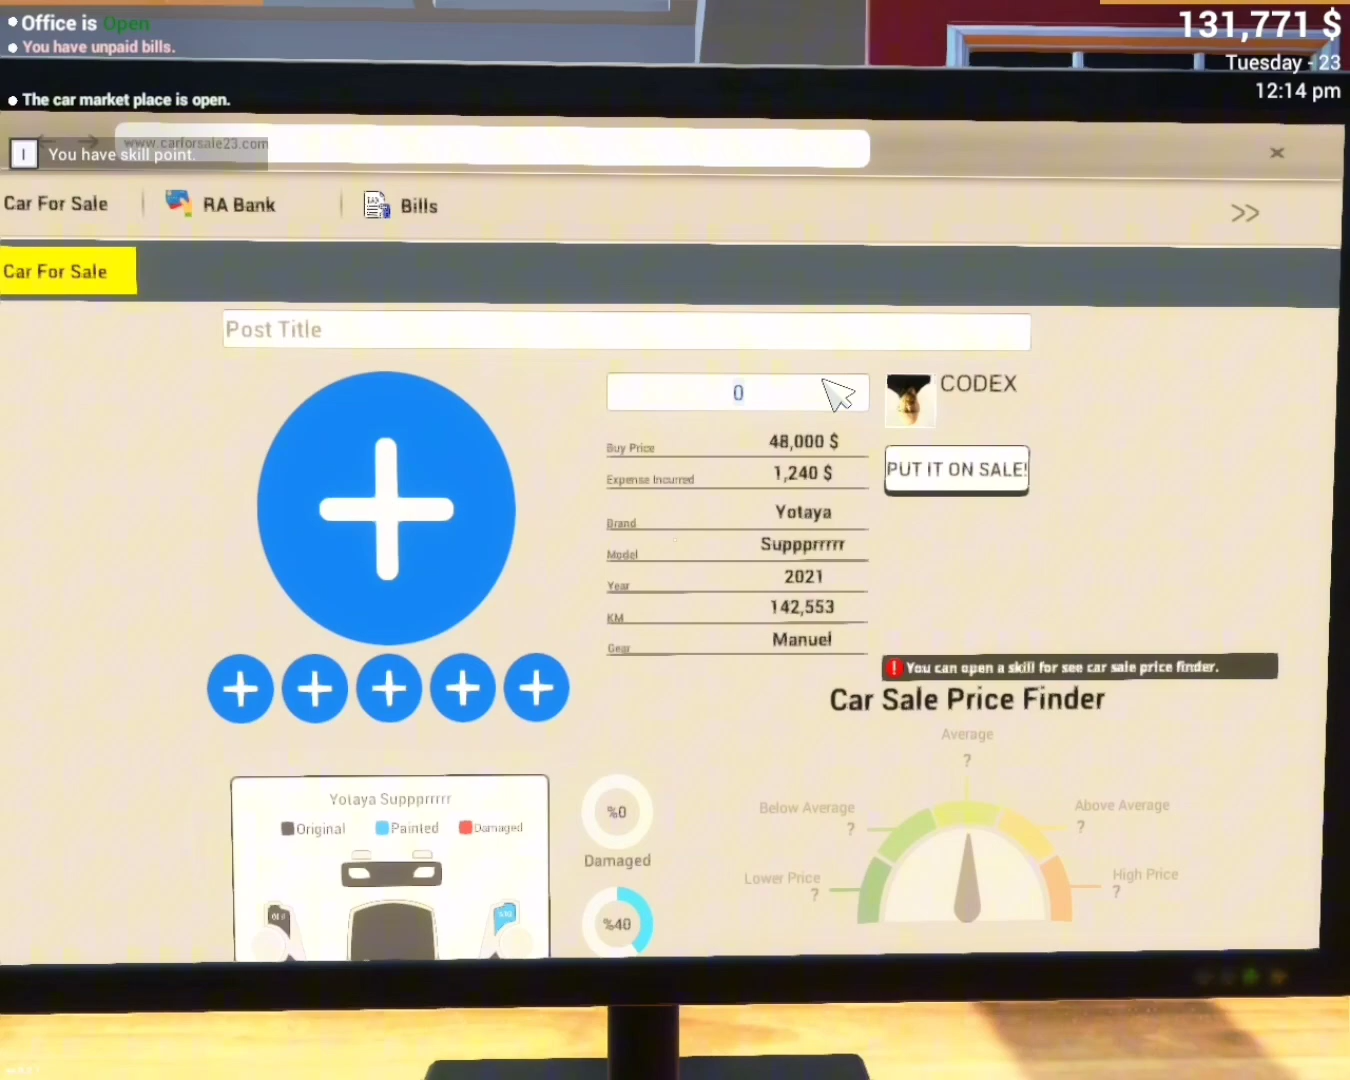 Office is Open
You have unpaid bills.
131,771 $
Tuesday - 23
12:14 pm
The car market place is open.
www.carforsale23.com
I You have skill point.
Car For Sale
RA Bank
Bills
>>
Car For Sale
Post Title
0
CODEX
Buy Price 48,000 $
PUT IT ON SALE!
Expense Incurred 1,240 $
Brand Yotaya
Model Suppprrrrr
Year 2021
KM 142,553
Gear Manuel
You can open a skill for see car sale price finder.
Car Sale Price Finder
Average
?
Below Average
?
Above Average
?
Lower Price
?
High Price
?
Yotaya Suppprrrrr
Original Painted Damaged
%0
Damaged
%40